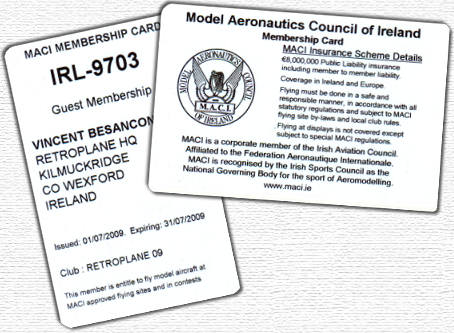 MACI MEMBERSHIP CARD
IRL-9703
Guest Membership
VINCENT BESANCON
RETROPLANE HQ
KILMUCKRIDGE
CO WEXFORD
IRELAND
Issued: 01/07/2009. Expiring: 31/07/2009
Club : RETROPLANE 09
This member is entitle to fly model aircraft at
MACI approved flying sites and in contests
Model Aeronautics Council of Ireland
Membership Card
MACI Insurance Scheme Details
€8,000,000 Public Liability insurance
including member to member liability.
Coverage in Ireland and Europe.
Flying must be done in a safe and
responsible manner, in accordance with all
statutory regulations and subject to MACI
flying site by-laws and local club rules.
Flying at displays is not covered except
subject to special MACI regulations.
MODEL AERONAUTICS COUNCIL
M.A.C.I.
OF IRELAND
MACI is a corporate member of the Irish Aviation Council.
Affiliated to the Federation Aeronautique Internationale.
MACI is recognised by the Irish Sports Council as the
National Governing Body for the sport of Aeromodelling.
www.maci.ie